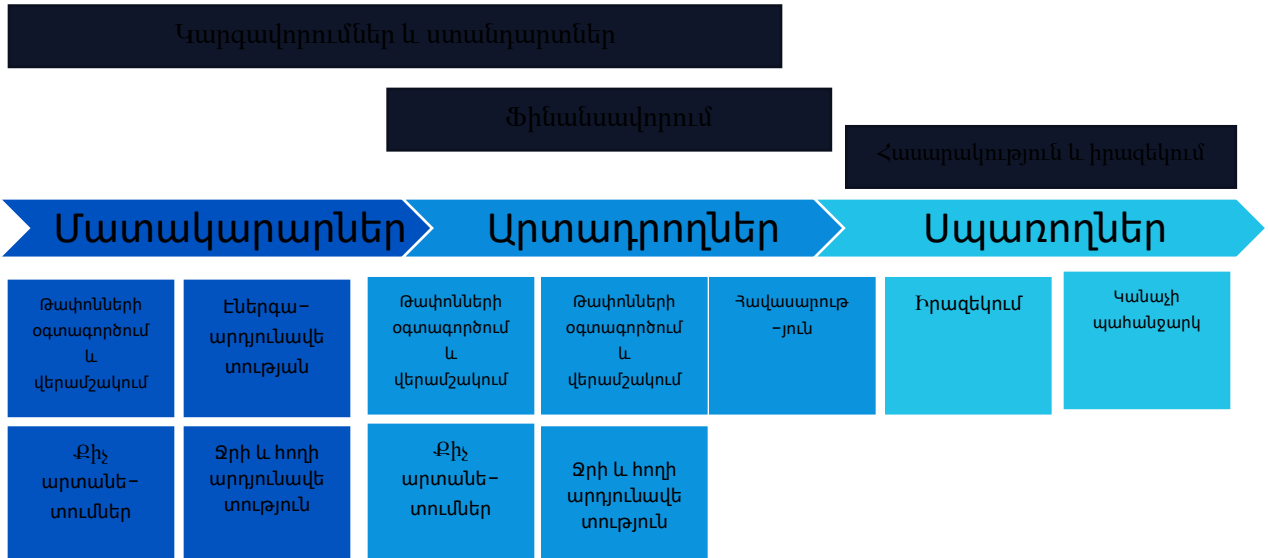 Կարգավորումներ և ստանդարտներ
Ֆինանսավորում
Հասարակություն և իրազեկում
Մատակարարներ
Արտադրողներ
Սպառողներ
Թափոնների
օգտագործում
և
վերամշակում
Էներգա-
արդյունավե
տության
Թափոնների
օգտագործում
և
վերամշակում
Թափոնների
օգտագործում
և
վերամշակում
Հավասարութ
-յուն
Իրազեկում
Կանաչի
պահանջարկ
Քիչ
արտանե-
տումներ
Ջրի և հողի
արդյունավե
տություն
Քիչ
արտանե-
տումներ
Ջրի և հողի
արդյունավե
տություն